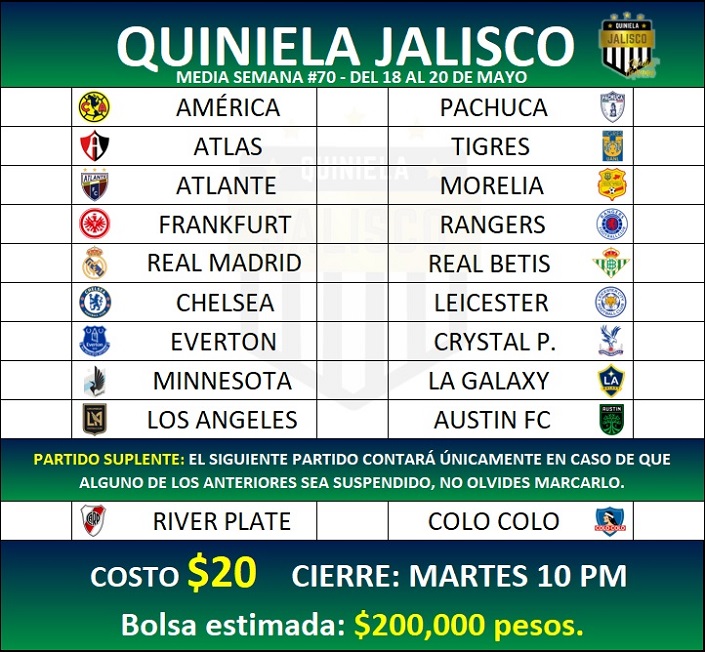 QUINIELA JALISCO
QUINIELA
JALISCO
MEDIA SEMANA #70 - DEL 18 AL 20 DE MAYO
AMÉRICA PACHUCA
ATLAS TIGRES
QUINIELA
ATLANTE MORELIA
FRANKFURT RANGERS
JALISCO
REAL MADRID REAL BETIS
CHELSEA LEICESTER
EVERTON CRYSTAL P.
MINNESOTA LA GALAXY
LOS ANGELES AUSTIN FC
PARTIDO SUPLENTE: EL SIGUIENTE PARTIDO CONTARÁ ÚNICAMENTE EN CASO DE QUE
ALGUNO DE LOS ANTERIORES SEA SUSPENDIDO, NO OLVIDES MARCARLO.
RIVER PLATE COLO COLO
COSTO $20 CIERRE: MARTES 10 PM
Bolsa estimada: $200,000 pesos.